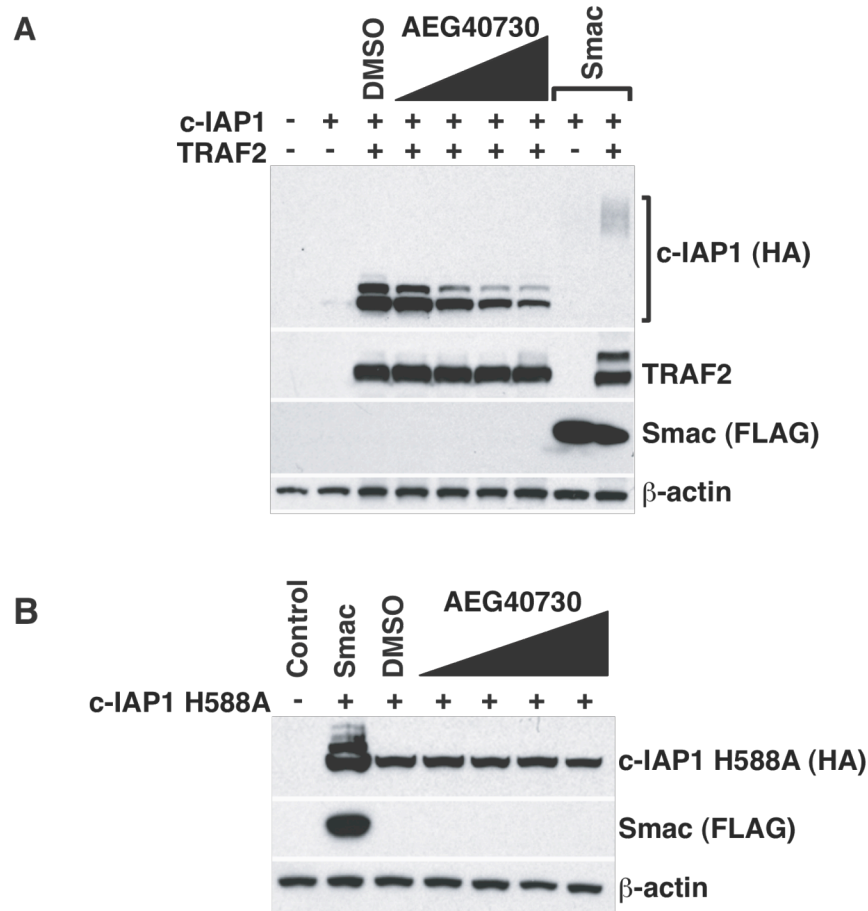 A
DMSO
AEG40730
Smac
c-IAP1 - + + + + + + + +
TRAF2 - - + + + + + - +
c-IAP1 (HA)
TRAF2
Smac (FLAG)
β-actin
B
Control
Smac
DMSO
AEG40730
c-IAP1 H588A - + + + + + +
c-IAP1 H588A (HA)
Smac (FLAG)
β-actin